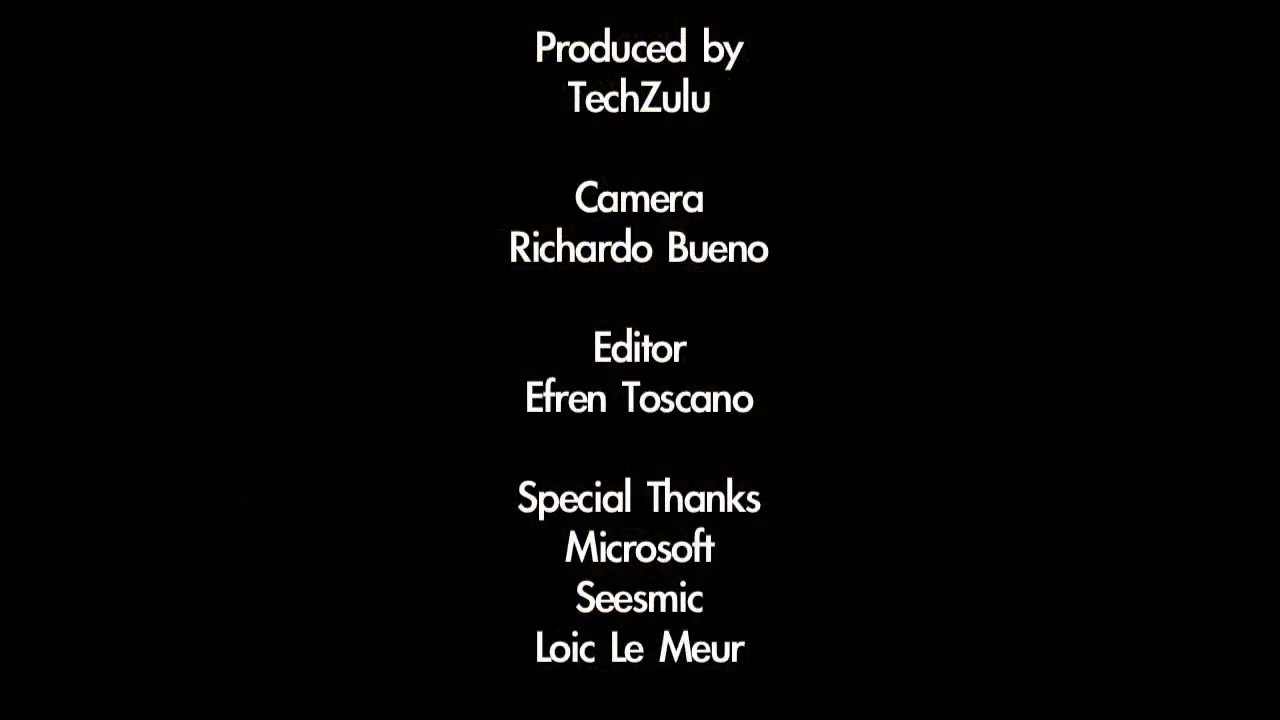 Produced by
TechZulu
Camera
Richardo Bueno
Editor
Efren Toscano
Special Thanks
Microsoft
Seesmic
Loic Le Meur